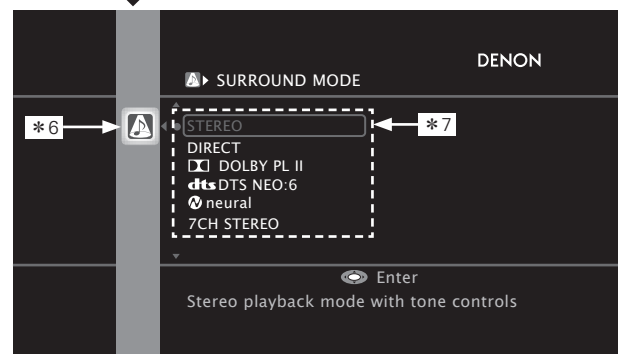 DENON
SURROUND MODE
*6
STEREO
*7
DIRECT
DOLBY PL II
dts DTS NEO:6
neural
7CH STEREO
Enter
Stereo playback mode with tone controls